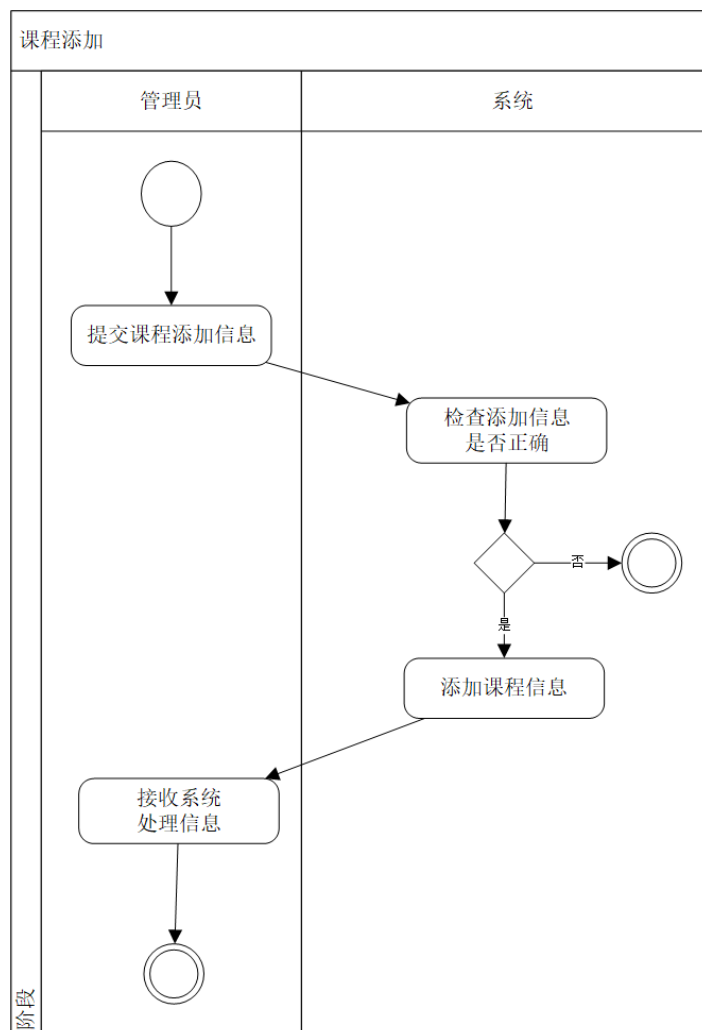 课程添加
管理员
系统
提交课程添加信息
检查添加信息
是否正确
否
是
添加课程信息
接收系统
处理信息
阶段